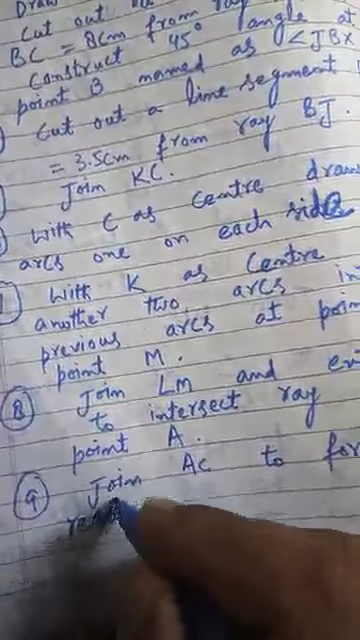 Draw
Cut out
BC = 8cm from ray
Construct 45° angle at
point B named as ∠JBX
Cut out a line segment
= 3.5cm from ray BJ.
Join KC.
With C as centre draw
arcs one on each side
With K as centre
another two arcs
previous arcs at
point M.
⑧ Join LM and
to intersect ray
point A.
⑨ Join AC to for